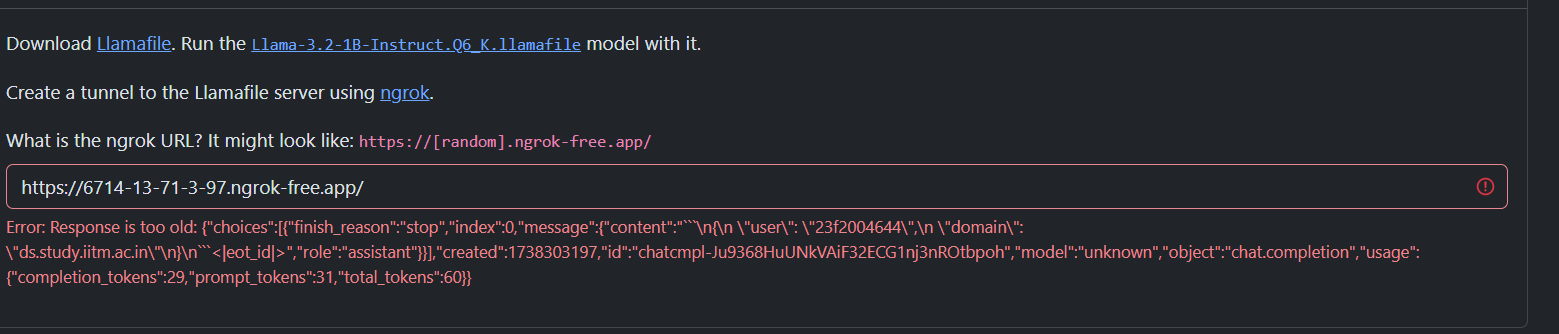 Download Llamafile. Run the Llama-3.2-1B-Instruct.Q6_K.llamafile model with it.
Create a tunnel to the Llamafile server using ngrok.
What is the ngrok URL? It might look like: https://[random].ngrok-free.app/
https://6714-13-71-3-97.ngrok-free.app/
Error: Response is too old: {"choices":[{"finish_reason":"stop","index":0,"message":{"content":"```\n{\n \"user\": \"23f2004644\",\n \"domain\":
\"ds.study.iitm.ac.in\"\n}\n```<|eot_id|>","role":"assistant"}}],"created":1738303197,"id":"chatcmpl-Ju9368HuUNkVAiF32ECG1nj3nROtbpoh","model":"unknown","object":"chat.completion","usage":
{"completion_tokens":29,"prompt_tokens":31,"total_tokens":60}}